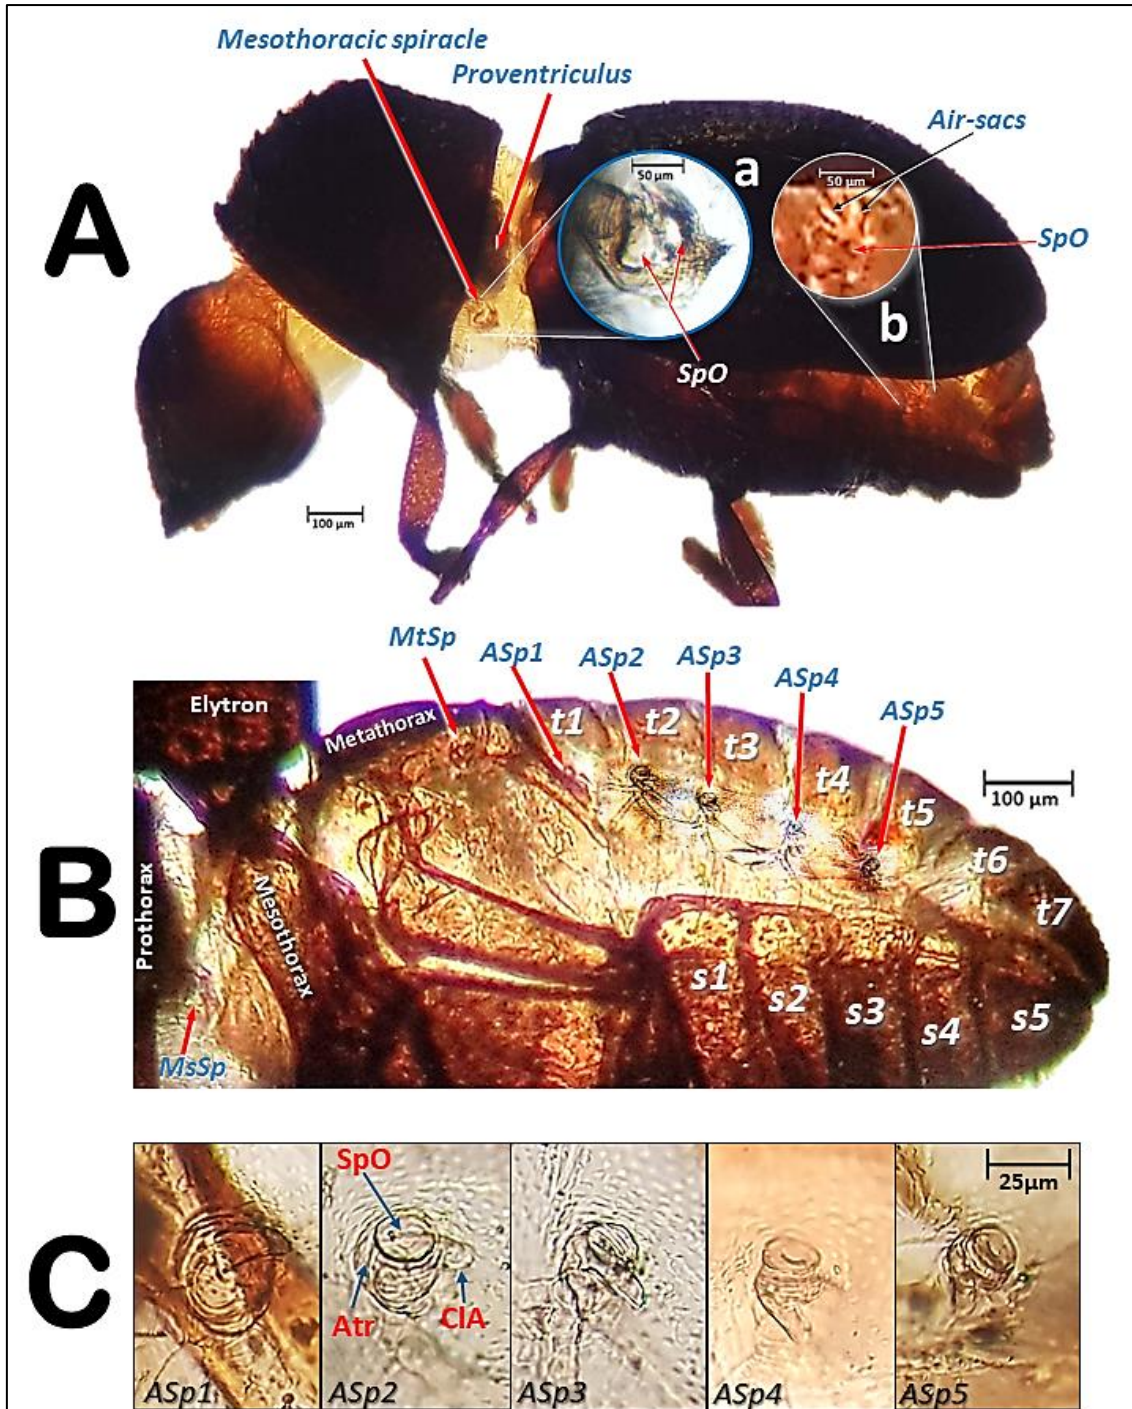 Mesothoracic spiracle
Proventriculus
Air-sacs
A
a
50 µm
50 µm
SpO
b
SpO
100 µm
MtSp
ASp1
ASp2
ASp3
ASp4
ASp5
Elytron
Metathorax
t1
t2
t3
t4
t5
t6
t7
100 µm
B
Prothorax
Mesothorax
s1
s2
s3
s4
s5
MsSp
C
SpO
Atr
ClA
25µm
ASp1
ASp2
ASp3
ASp4
ASp5